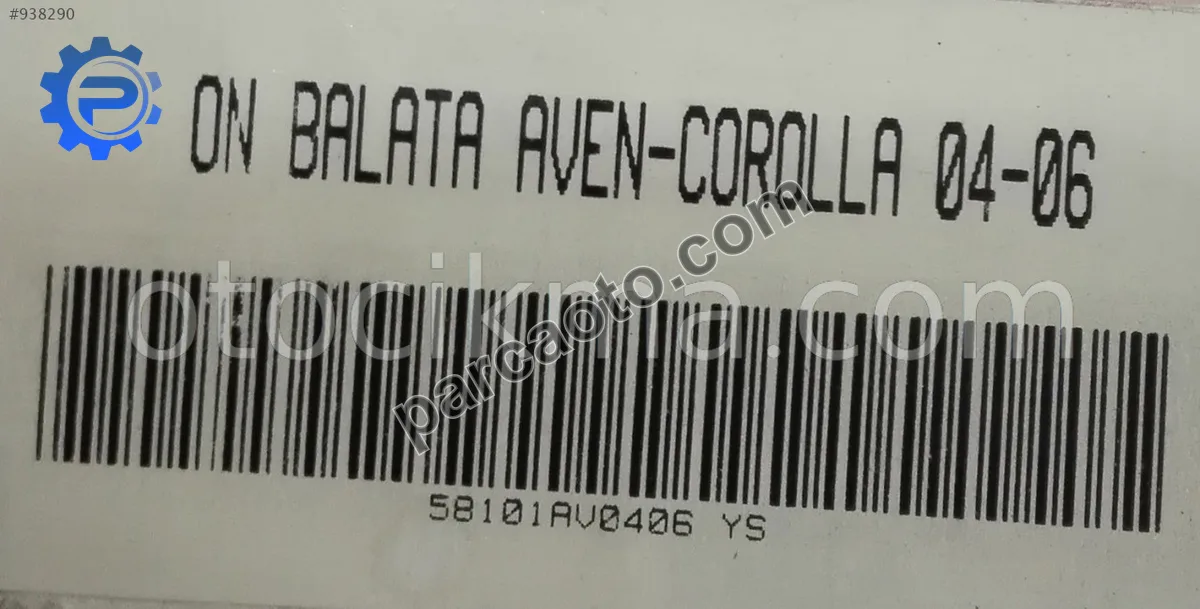 #938290
P
ON BALATA AVEN-COROLLA 04-06
otocikma.com
parcaoto.com
58101AV0406 YS